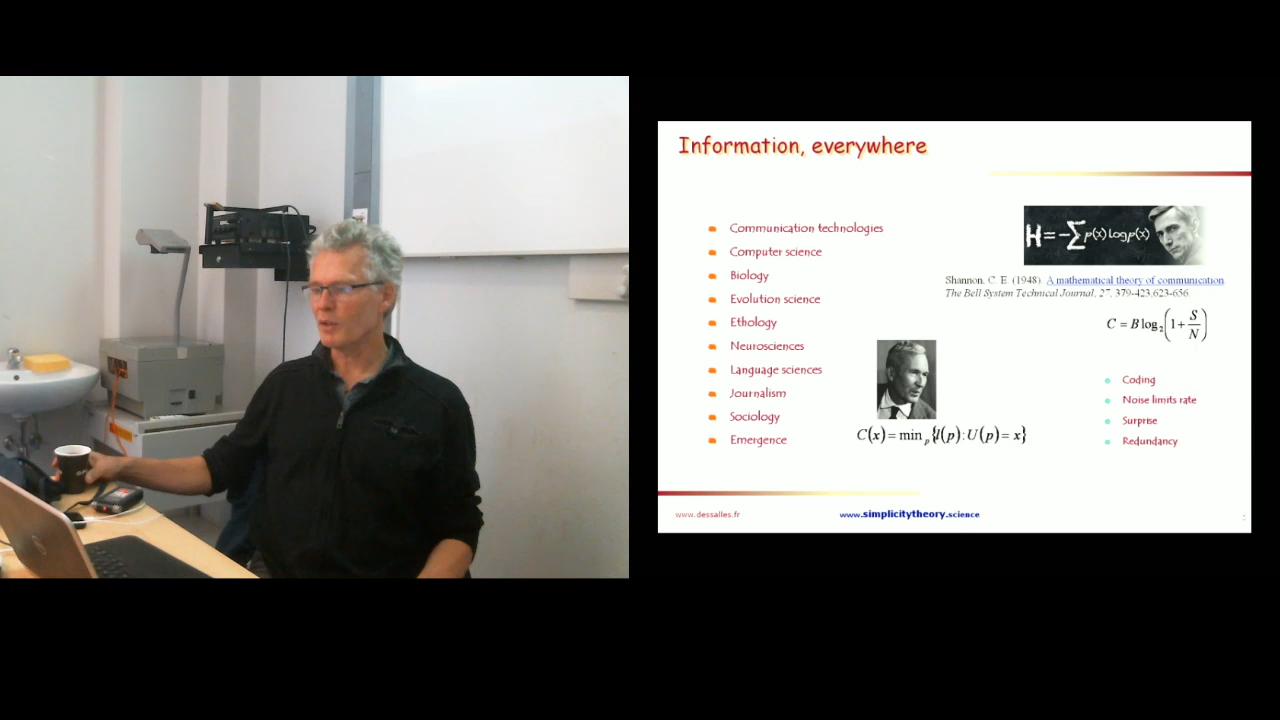 Information, everywhere
Communication technologies
Computer science
Biology
Evolution science
Ethology
Neurosciences
Language sciences
Journalism
Sociology
Emergence
H=-∑p(x)Logp(x)
Shannon, C. E. (1948). A mathematical theory of communication.
The Bell System Technical Journal, 27, 379-423,623-656.
C = B log₂(1+S/N)
C(x) = min_p {l(p) : U(p) = x}
Coding
Noise limits rate
Surprise
Redundancy
www.dessalles.fr
www.simplicitytheory.science